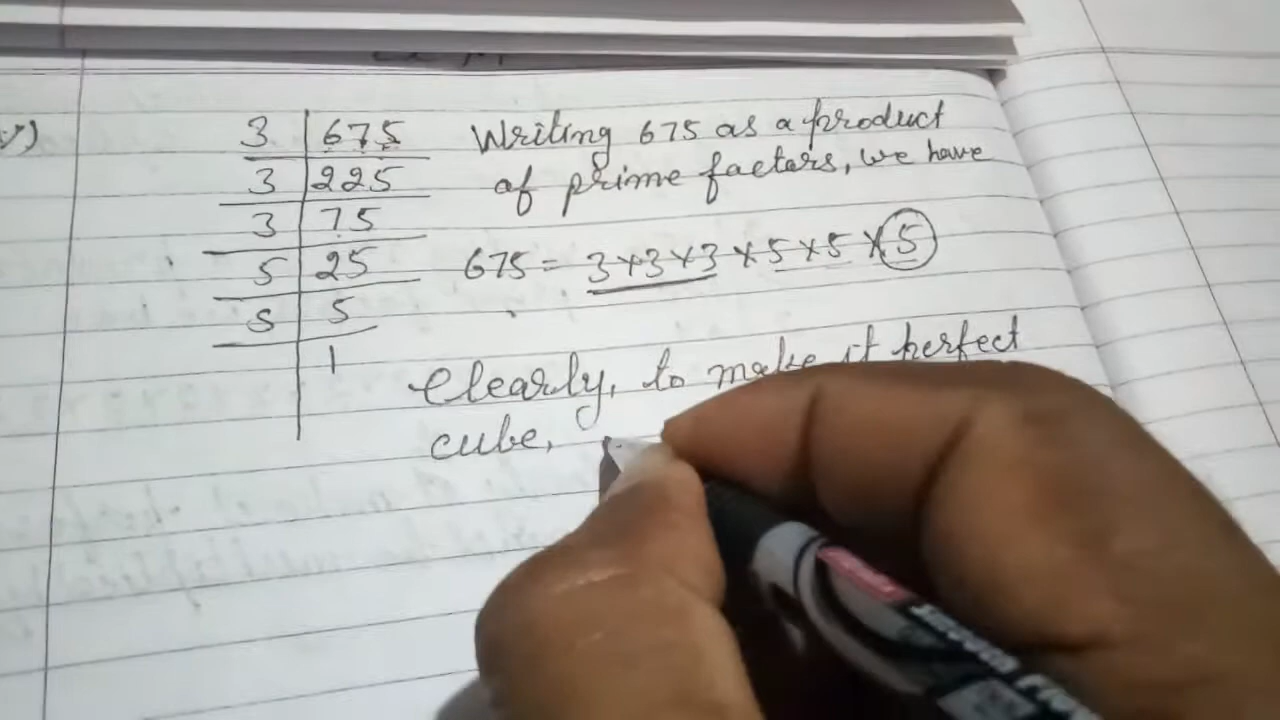 v)
3 | 675
3 | 225
3 | 75
5 | 25
5 | 5
1
Writing 675 as a product
of prime factors, we have
675 = 3 × 3 × 3 × 5 × 5 × 5
Clearly, to make it perfect
cube,